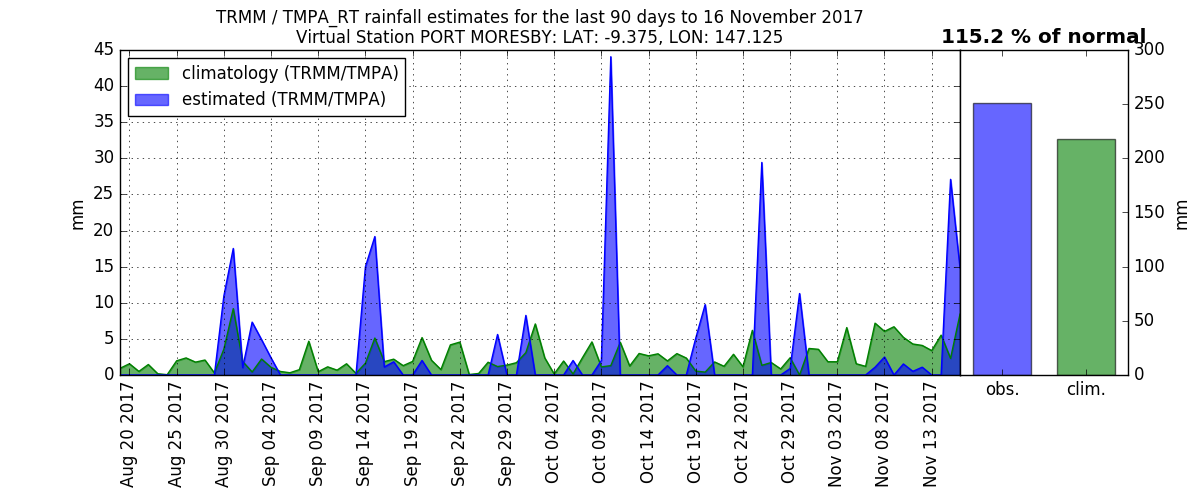 TRMM / TMPA_RT rainfall estimates for the last 90 days to 16 November 2017
Virtual Station PORT MORESBY: LAT: -9.375, LON: 147.125
115.2 % of normal
climatology (TRMM/TMPA)
estimated (TRMM/TMPA)
45
40
35
30
25
20
15
10
5
0
mm
Aug 20 2017
Aug 25 2017
Aug 30 2017
Sep 04 2017
Sep 09 2017
Sep 14 2017
Sep 19 2017
Sep 24 2017
Sep 29 2017
Oct 04 2017
Oct 09 2017
Oct 14 2017
Oct 19 2017
Oct 24 2017
Oct 29 2017
Nov 03 2017
Nov 08 2017
Nov 13 2017
obs.
clim.
300
250
200
150
100
50
0
mm